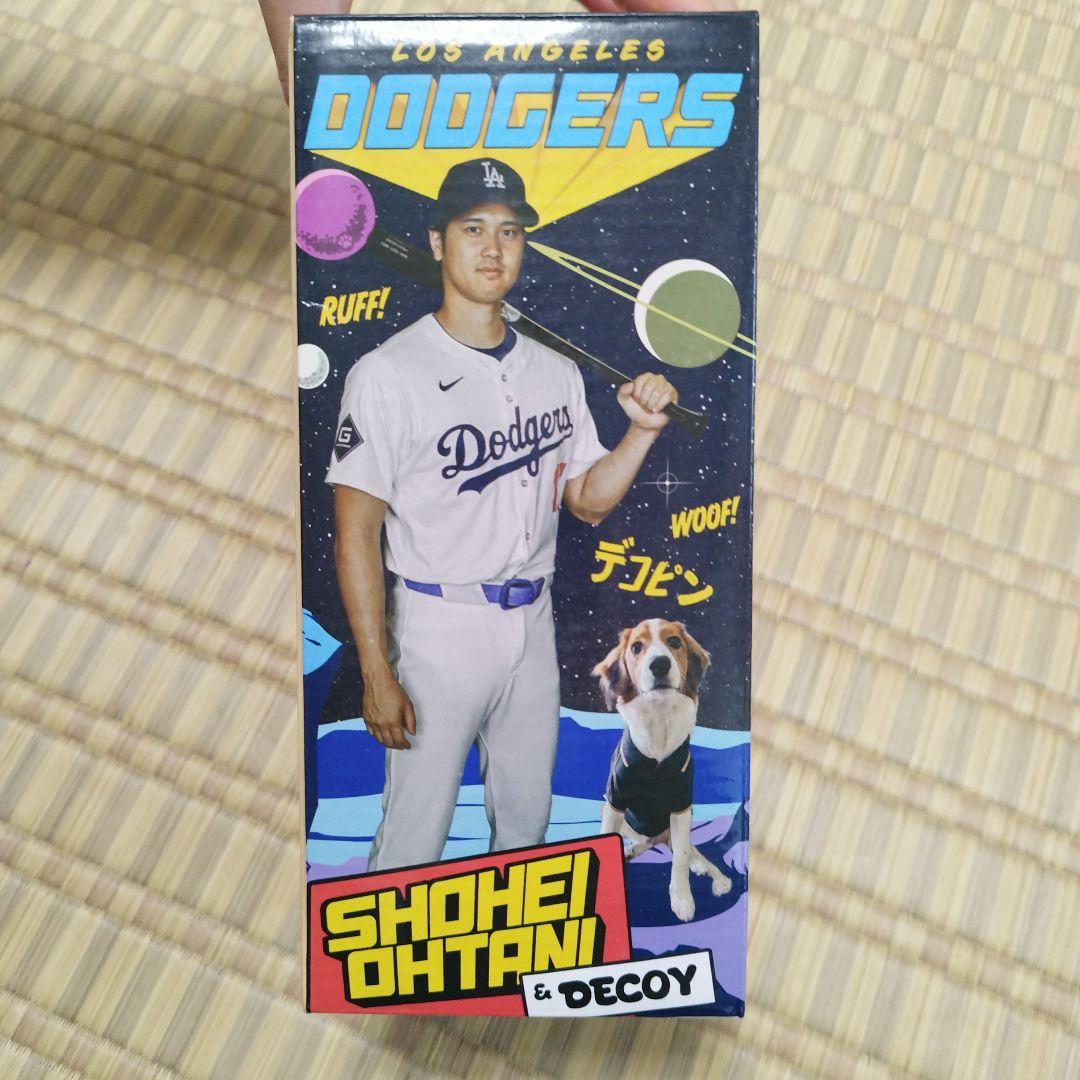 LOS ANGELES
DODGERS
LA
RUFF!
Dodgers
G
WOOF!
デコピン
SHOHEI
OHTANI
& DECOY